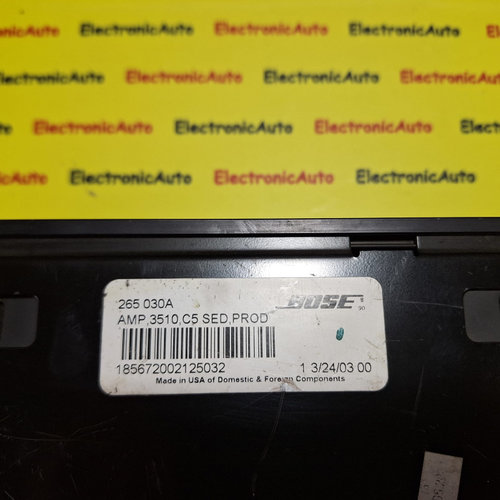 ElectronicAuto ElectronicAuto ElectronicAuto
ElectronicAuto ElectronicAuto ElectronicAuto ElectronicAuto
ElectronicAuto ElectronicAuto ElectronicAuto
ElectronicAuto ElectronicAuto ElectronicAuto
265 030A
BOSE
AMP,3510,C5 SED,PROD
185672002125032
1 3/24/03 00
Made in USA of Domestic & Foreign Components